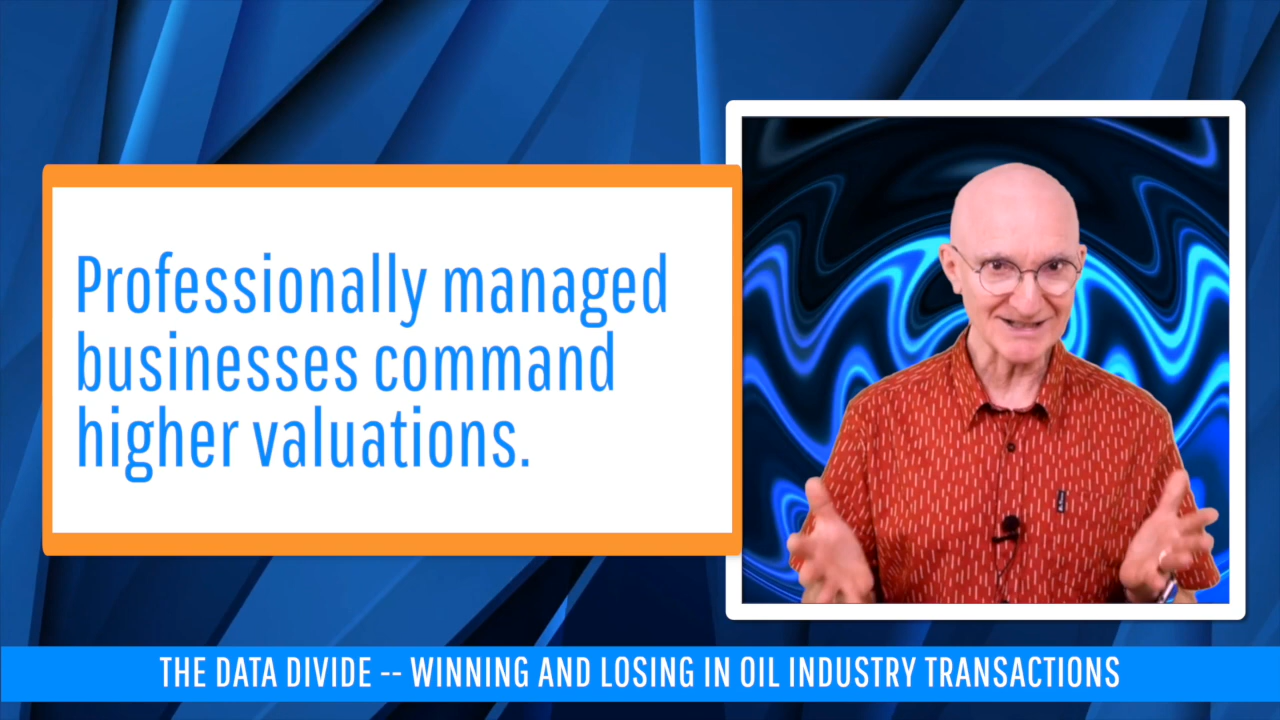 Professionally managed
businesses command
higher valuations.
THE DATA DIVIDE -- WINNING AND LOSING IN OIL INDUSTRY TRANSACTIONS